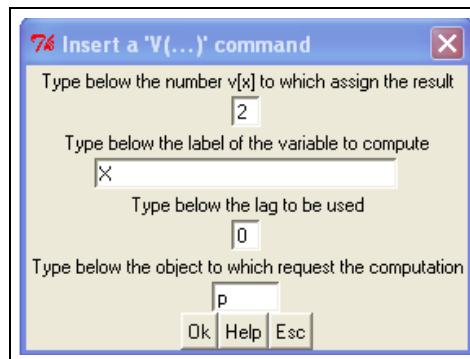 Insert a 'V(...)' command
Type below the number v[x] to which assign the result
2
Type below the label of the variable to compute
X
Type below the lag to be used
0
Type below the object to which request the computation
p
Ok Help Esc